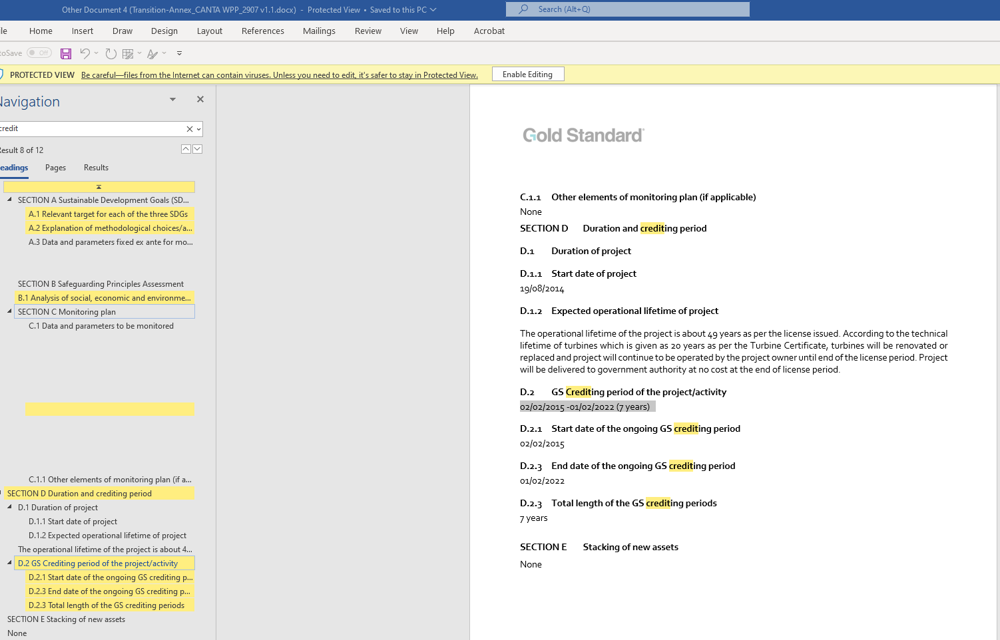 Other Document 4 (Transition-Annex_CANTA WPP_2907 v1.1.docx) - Protected View • Saved to this PC
Search (Alt+Q)
Home Insert Draw Design Layout References Mailings Review View Help Acrobat
Off
PROTECTED VIEW Be careful—files from the Internet can contain viruses. Unless you need to edit, it's safer to stay in Protected View. Enable Editing
Navigation
credit
Result 8 of 12
Headings Pages Results
SECTION A Sustainable Development Goals (SD...
A.1 Relevant target for each of the three SDGs
A.2 Explanation of methodological choices/a...
A.3 Data and parameters fixed ex ante for mo...
SECTION B Safeguarding Principles Assessment
B.1 Analysis of social, economic and environme...
SECTION C Monitoring plan
C.1 Data and parameters to be monitored
C.1.1 Other elements of monitoring plan (if a...
SECTION D Duration and crediting period
D.1 Duration of project
D.1.1 Start date of project
D.1.2 Expected operational lifetime of project
The operational lifetime of the project is about 4...
D.2 GS Crediting period of the project/activity
D.2.1 Start date of the ongoing GS crediting p...
D.2.3 End date of the ongoing GS crediting p...
D.2.3 Total length of the GS crediting periods
SECTION E Stacking of new assets
None
Gold Standard®
C.1.1 Other elements of monitoring plan (if applicable)
None
SECTION D Duration and crediting period
D.1 Duration of project
D.1.1 Start date of project
19/08/2014
D.1.2 Expected operational lifetime of project
The operational lifetime of the project is about 49 years as per the license issued. According to the technical
lifetime of turbines which is given as 20 years as per the Turbine Certificate, turbines will be renovated or
replaced and project will continue to be operated by the project owner until end of the license period. Project
will be delivered to government authority at no cost at the end of license period.
D.2 GS Crediting period of the project/activity
02/02/2015 -01/02/2022 (7 years)
D.2.1 Start date of the ongoing GS crediting period
02/02/2015
D.2.3 End date of the ongoing GS crediting period
01/02/2022
D.2.3 Total length of the GS crediting periods
7 years
SECTION E Stacking of new assets
None